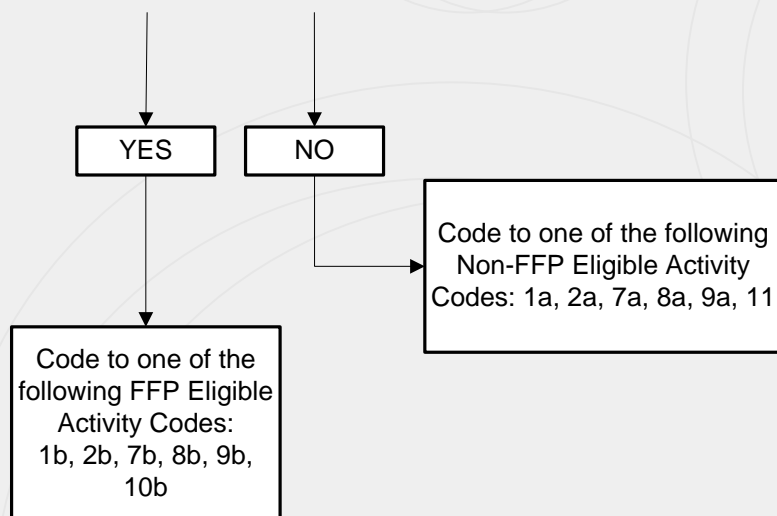 YES
NO
Code to one of the following
Non-FFP Eligible Activity
Codes: 1a, 2a, 7a, 8a, 9a, 11
Code to one of the
following FFP Eligible
Activity Codes:
1b, 2b, 7b, 8b, 9b,
10b